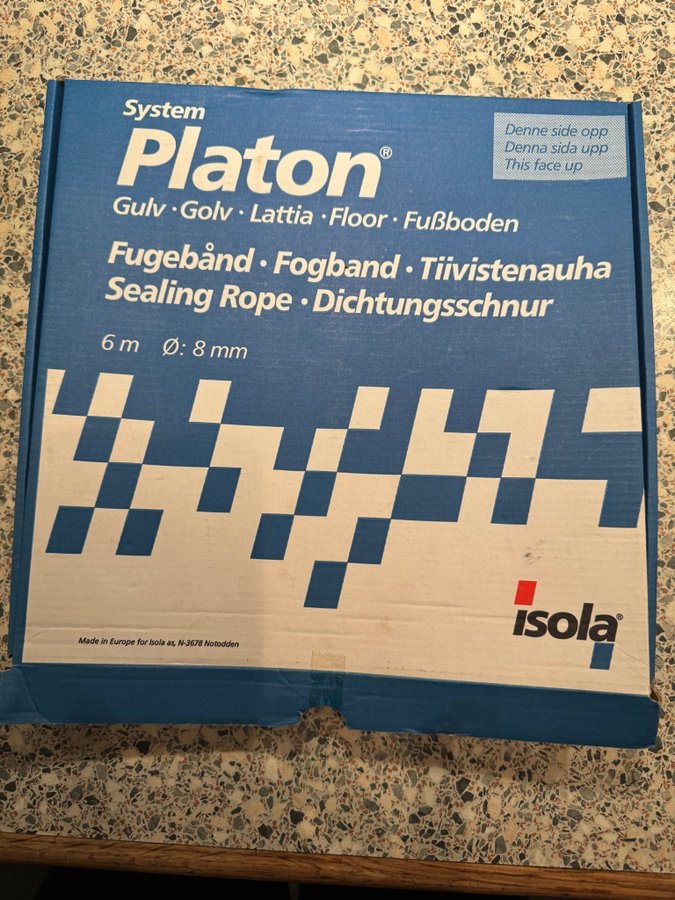 System
Platon®
Denne side opp
Denna sida upp
This face up
Gulv · Golv · Lattia · Floor · Fußboden
Fugebånd · Fogband · Tiivistenauha
Sealing Rope · Dichtungsschnur
6 m Ø: 8 mm
isola®
Made in Europe for Isola as, N-3678 Notodden